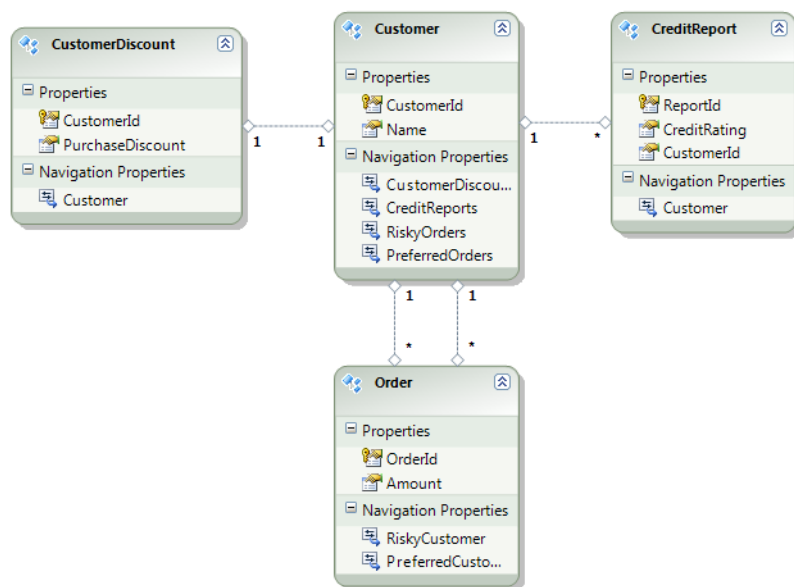 CustomerDiscount
Properties
CustomerId
PurchaseDiscount
Navigation Properties
Customer
1
1
Customer
Properties
CustomerId
Name
Navigation Properties
CustomerDiscou...
CreditReports
RiskyOrders
PreferredOrders
1
*
CreditReport
Properties
ReportId
CreditRating
CustomerId
Navigation Properties
Customer
1
1
*
*
Order
Properties
OrderId
Amount
Navigation Properties
RiskyCustomer
PreferredCusto...